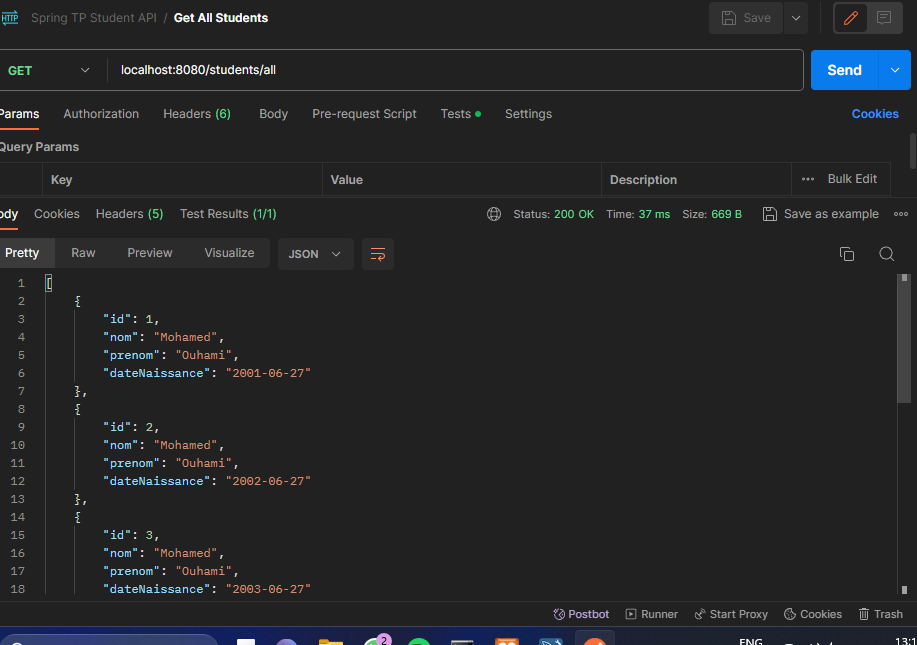 HTTP Spring TP Student API / Get All Students Save
GET localhost:8080/students/all Send
Params Authorization Headers (6) Body Pre-request Script Tests Settings Cookies
Query Params
Key Value Description Bulk Edit
ody Cookies Headers (5) Test Results (1/1) Status: 200 OK Time: 37 ms Size: 669 B Save as example
Pretty Raw Preview Visualize JSON
1 [
2 {
3 "id": 1,
4 "nom": "Mohamed",
5 "prenom": "Ouhami",
6 "dateNaissance": "2001-06-27"
7 },
8 {
9 "id": 2,
10 "nom": "Mohamed",
11 "prenom": "Ouhami",
12 "dateNaissance": "2002-06-27"
13 },
14 {
15 "id": 3,
16 "nom": "Mohamed",
17 "prenom": "Ouhami",
18 "dateNaissance": "2003-06-27"
Postbot Runner Start Proxy Cookies Trash
2 ENG 13:1